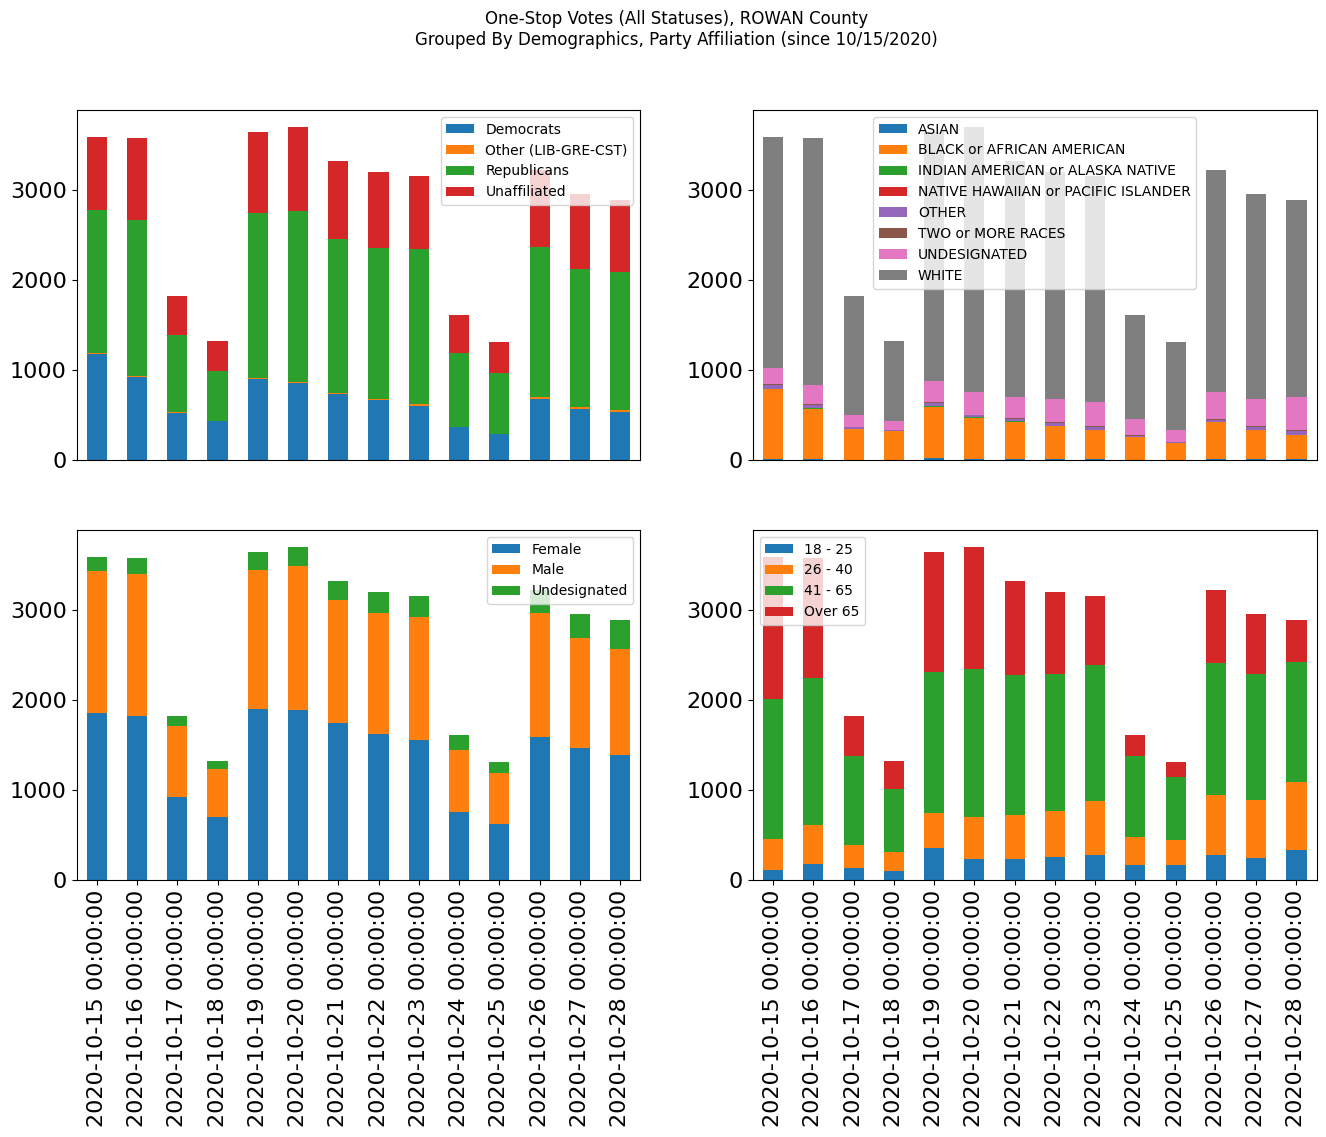 One-Stop Votes (All Statuses), ROWAN County
Grouped By Demographics, Party Affiliation (since 10/15/2020)
3000
2000
1000
0
Democrats
Other (LIB-GRE-CST)
Republicans
Unaffiliated
3000
2000
1000
0
ASIAN
BLACK or AFRICAN AMERICAN
INDIAN AMERICAN or ALASKA NATIVE
NATIVE HAWAIIAN or PACIFIC ISLANDER
OTHER
TWO or MORE RACES
UNDESIGNATED
WHITE
3000
2000
1000
0
Female
Male
Undesignated
2020-10-15 00:00:00
2020-10-16 00:00:00
2020-10-17 00:00:00
2020-10-18 00:00:00
2020-10-19 00:00:00
2020-10-20 00:00:00
2020-10-21 00:00:00
2020-10-22 00:00:00
2020-10-23 00:00:00
2020-10-24 00:00:00
2020-10-25 00:00:00
2020-10-26 00:00:00
2020-10-27 00:00:00
2020-10-28 00:00:00
3000
2000
1000
0
18 - 25
26 - 40
41 - 65
Over 65
2020-10-15 00:00:00
2020-10-16 00:00:00
2020-10-17 00:00:00
2020-10-18 00:00:00
2020-10-19 00:00:00
2020-10-20 00:00:00
2020-10-21 00:00:00
2020-10-22 00:00:00
2020-10-23 00:00:00
2020-10-24 00:00:00
2020-10-25 00:00:00
2020-10-26 00:00:00
2020-10-27 00:00:00
2020-10-28 00:00:00